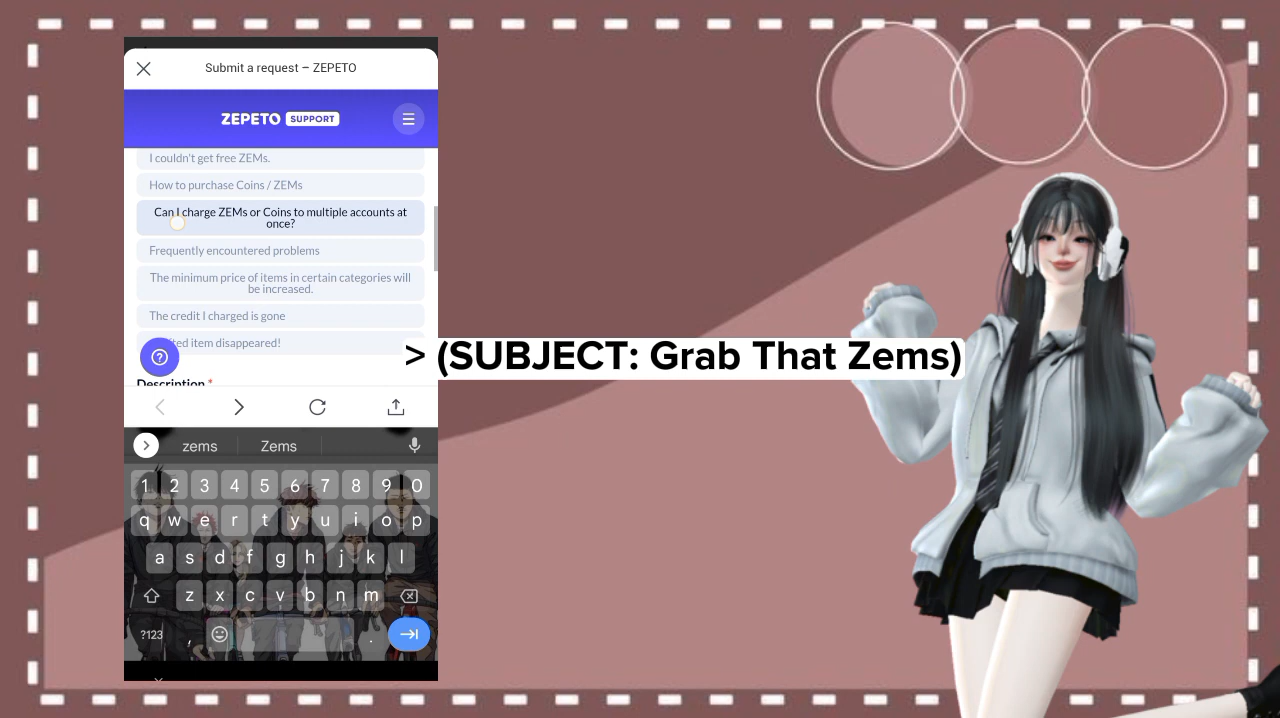 Submit a request – ZEPETO
ZEPETO SUPPORT
I couldn't get free ZEMs.
How to purchase Coins / ZEMs
Can I charge ZEMs or Coins to multiple accounts at
once?
Frequently encountered problems
The minimum price of items in certain categories will
be increased.
The credit I charged is gone
ted item disappeared!
> (SUBJECT: Grab That Zems)
Description *
zems Zems
1 2 3 4 5 6 7 8 9 0
q w e r t y u i o p
a s d f g h j k l
z x c v b n m
?123 , .